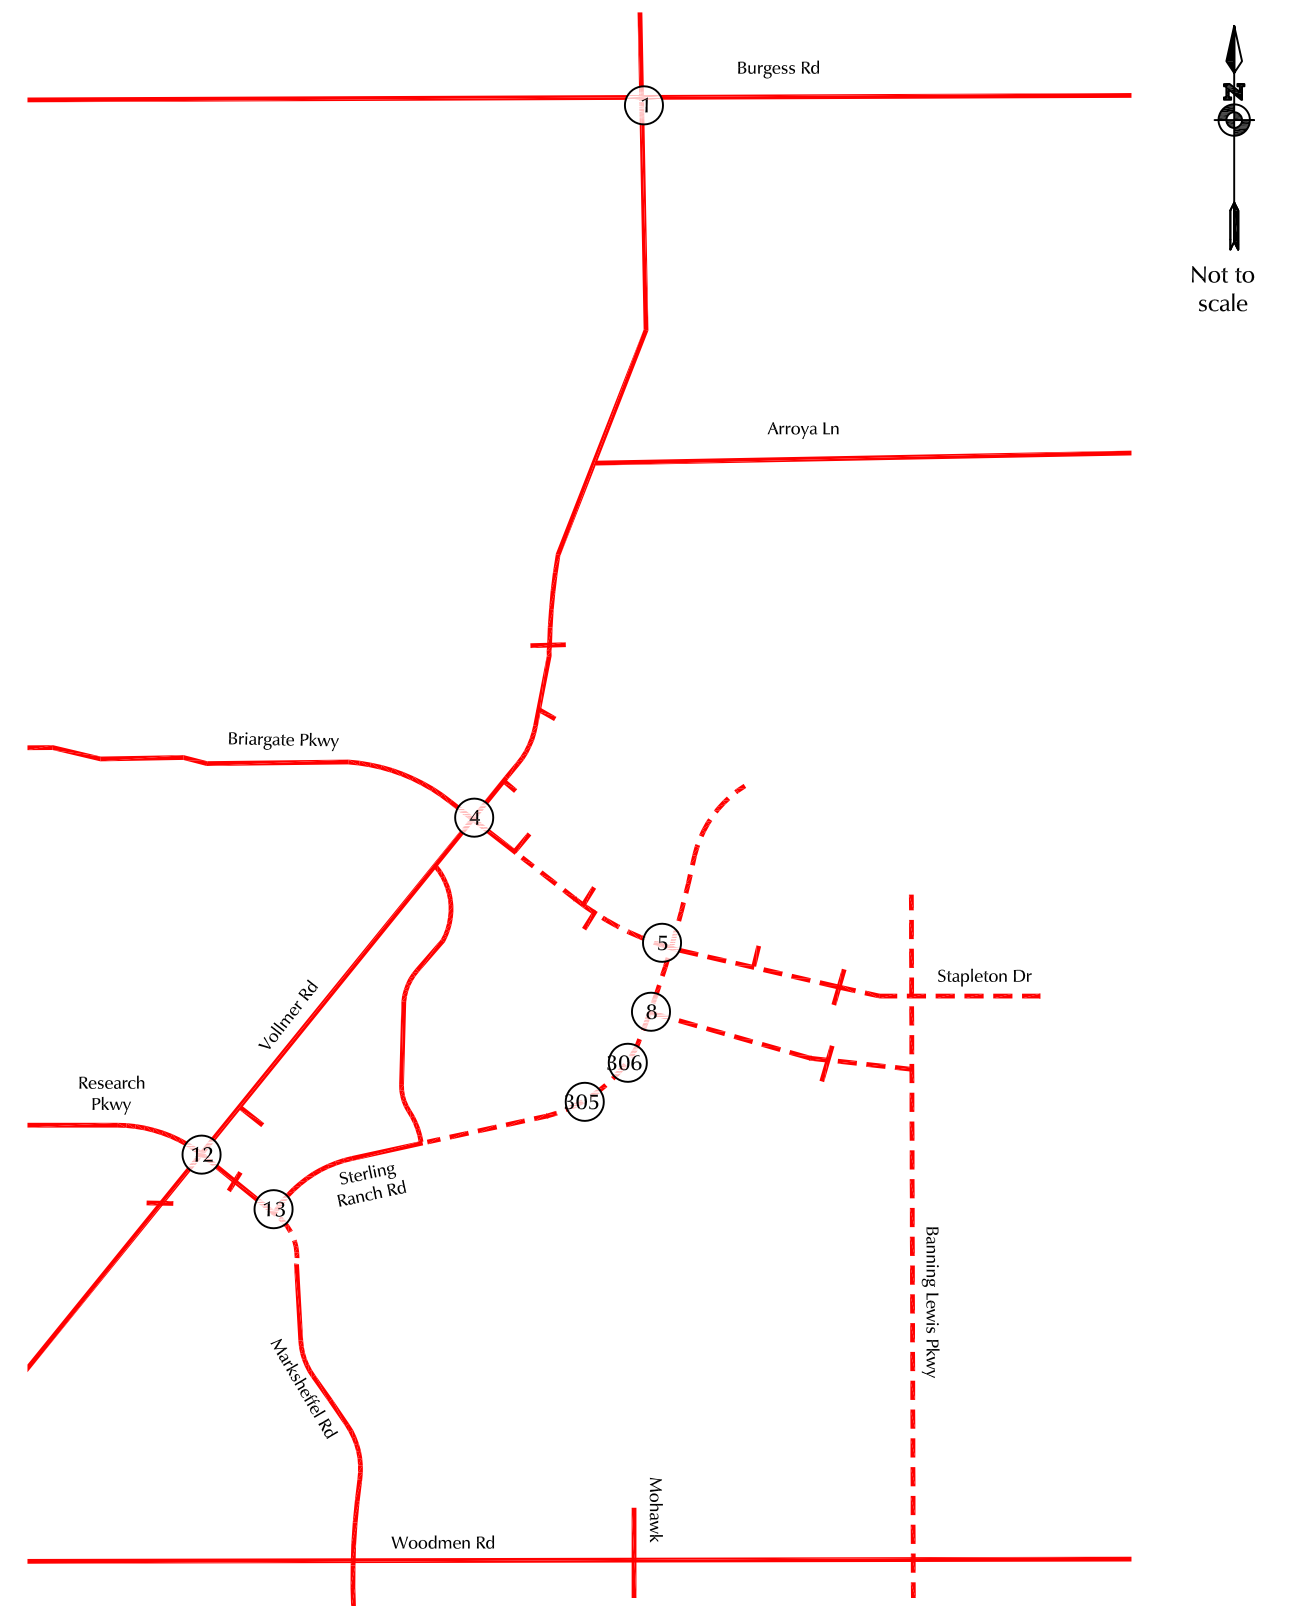 Burgess Rd
N
1
Not to
scale
Arroya Ln
Briargate Pkwy
4
5
Stapleton Dr
Vollmer Rd
8
306
Research
Pkwy
305
12
Sterling
Ranch Rd
13
Banning Lewis Pkwy
Marksheffel Rd
Mohawk
Woodmen Rd